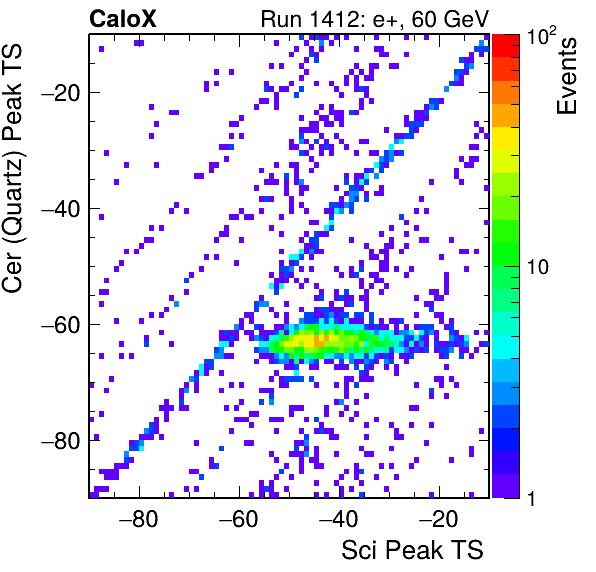 CaloX Run 1412: e+, 60 GeV
Cer (Quartz) Peak TS
−20
−40
−60
−80
−80 −60 −40 −20
Sci Peak TS
10²
10
1
Events